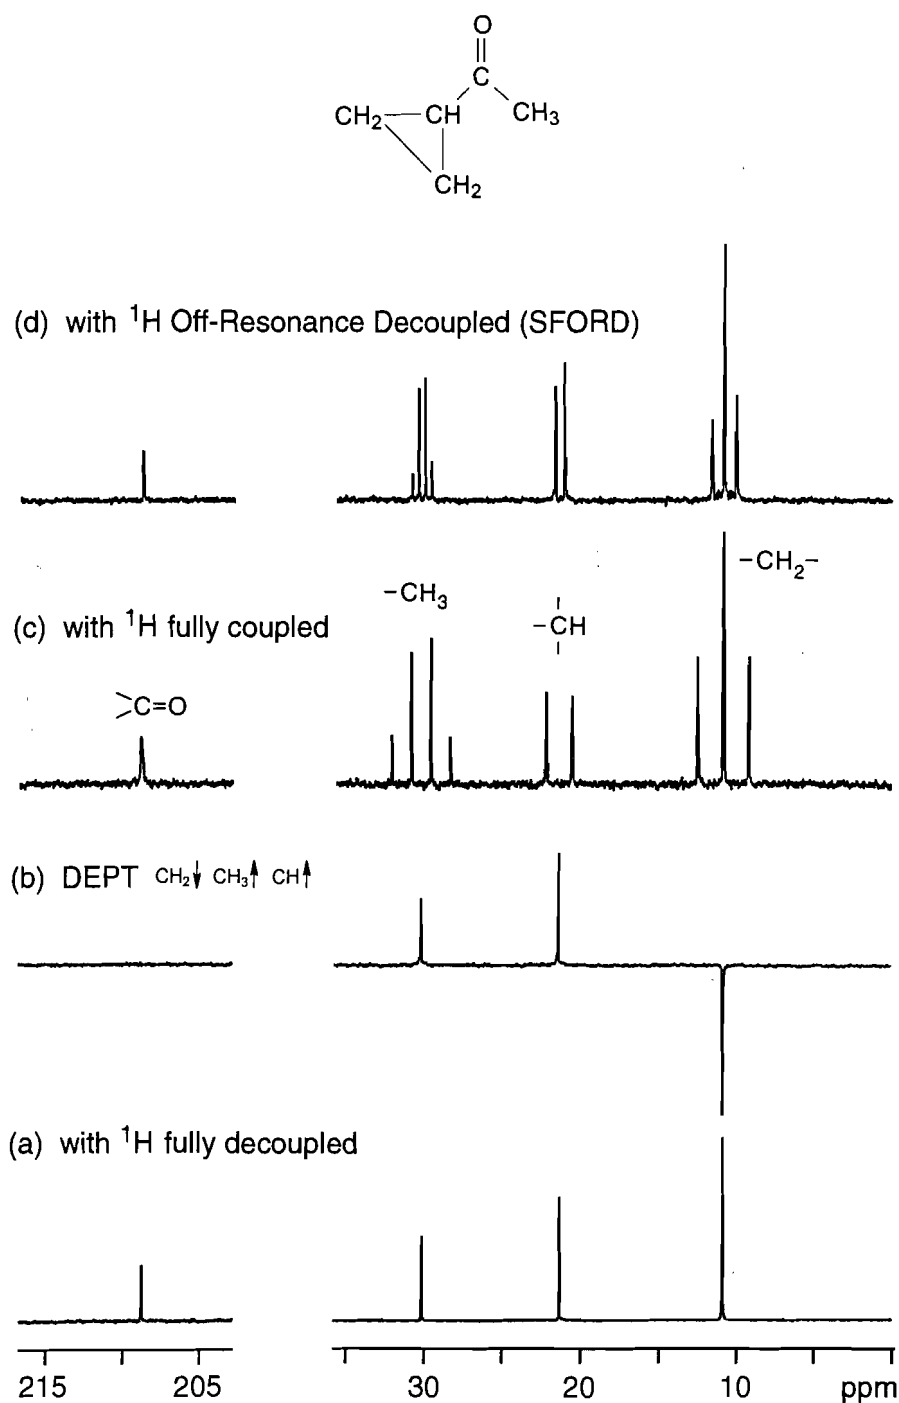 O
C
CH2 CH CH3
CH2
(d) with 1H Off-Resonance Decoupled (SFORD)
-CH2-
-CH3
-CH
(c) with 1H fully coupled
C=O
(b) DEPT CH2↓ CH3↑ CH↑
(a) with 1H fully decoupled
215 205 30 20 10 ppm